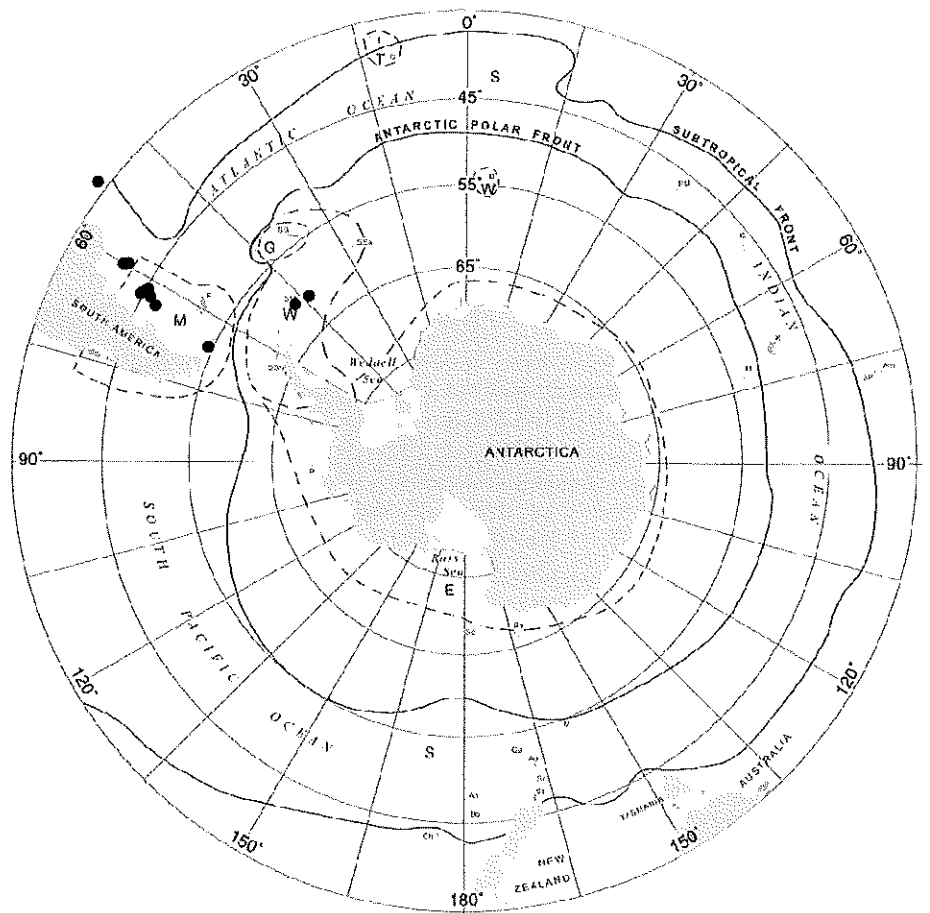 0°
30°
30°
T
S
ATLANTIC OCEAN
45°
ANTARCTIC POLAR FRONT
SUBTROPICAL FRONT
55°
W
60°
60°
G
INDIAN OCEAN
65°
SOUTH AMERICA
M
W
Weddell Sea
90°
ANTARCTICA
90°
SOUTH PACIFIC OCEAN
Ross Sea
E
120°
120°
S
AUSTRALIA
TASMANIA
150°
150°
NEW
ZEALAND
180°